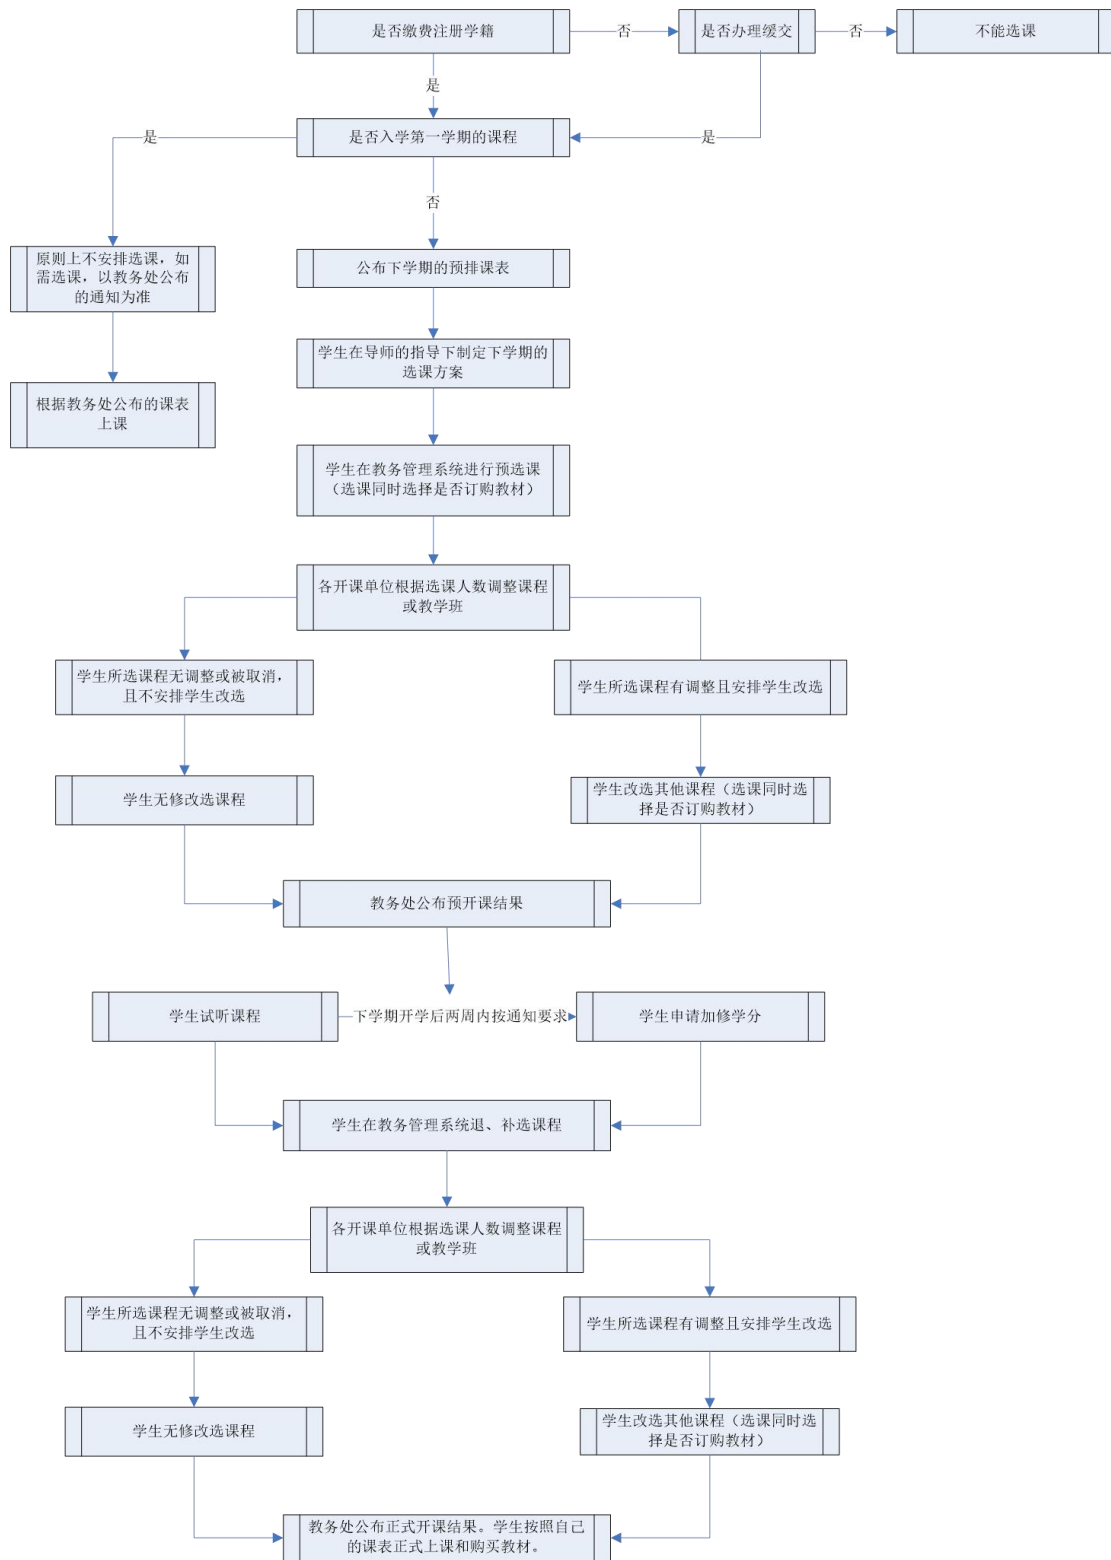 是否缴费注册学籍
否
是否办理缓交
否
不能选课
是
是
是否入学第一学期的课程
是
否
原则上不安排选课，如
需选课，以教务处公布
的通知为准
公布下学期的预排课表
学生在导师的指导下制定下学期的
选课方案
根据教务处公布的课表
上课
学生在教务管理系统进行预选课
（选课同时选择是否订购教材）
各开课单位根据选课人数调整课程
或教学班
学生所选课程无调整或被取消，
且不安排学生改选
学生所选课程有调整且安排学生改选
学生无修改选课程
学生改选其他课程（选课同时选
择是否订购教材）
教务处公布预开课结果
学生试听课程
下学期开学后两周内按通知要求
学生申请加修学分
学生在教务管理系统退、补选课程
各开课单位根据选课人数调整课程
或教学班
学生所选课程无调整或被取消，
且不安排学生改选
学生所选课程有调整且安排学生改选
学生无修改选课程
学生改选其他课程（选课同时选
择是否订购教材）
教务处公布正式开课结果。学生按照自己
的课表正式上课和购买教材。